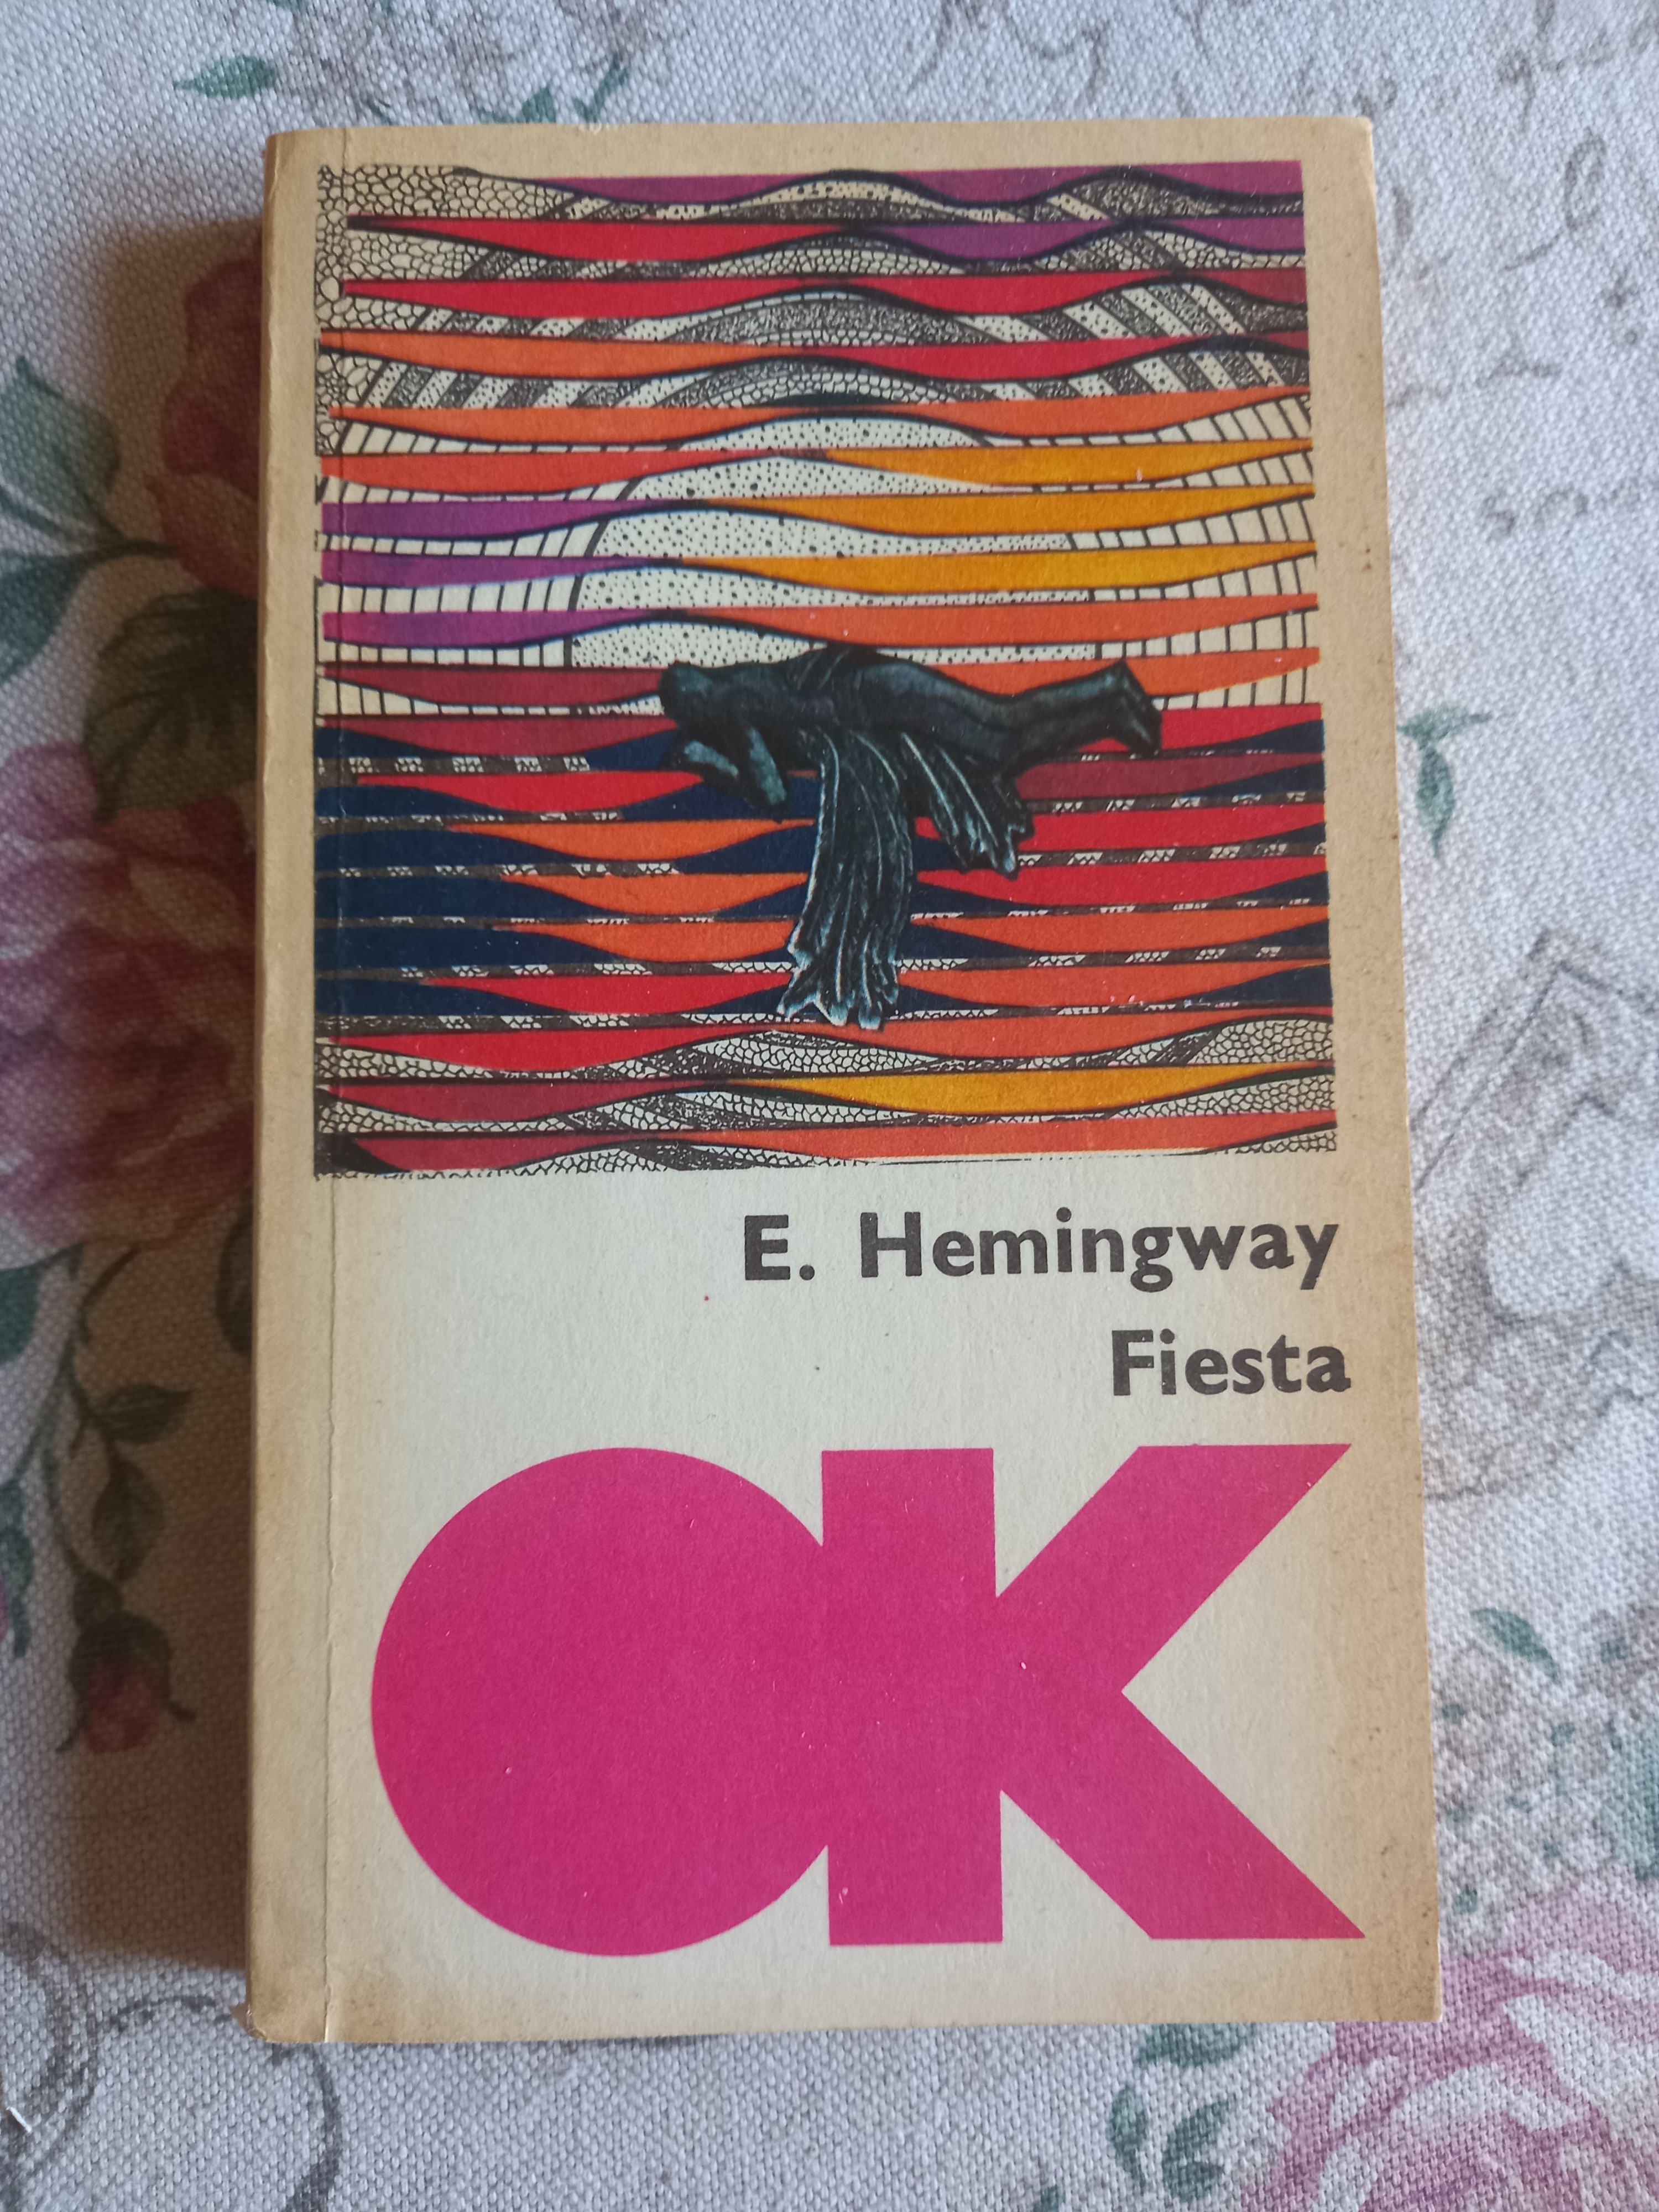 E. Hemingway
Fiesta
OK